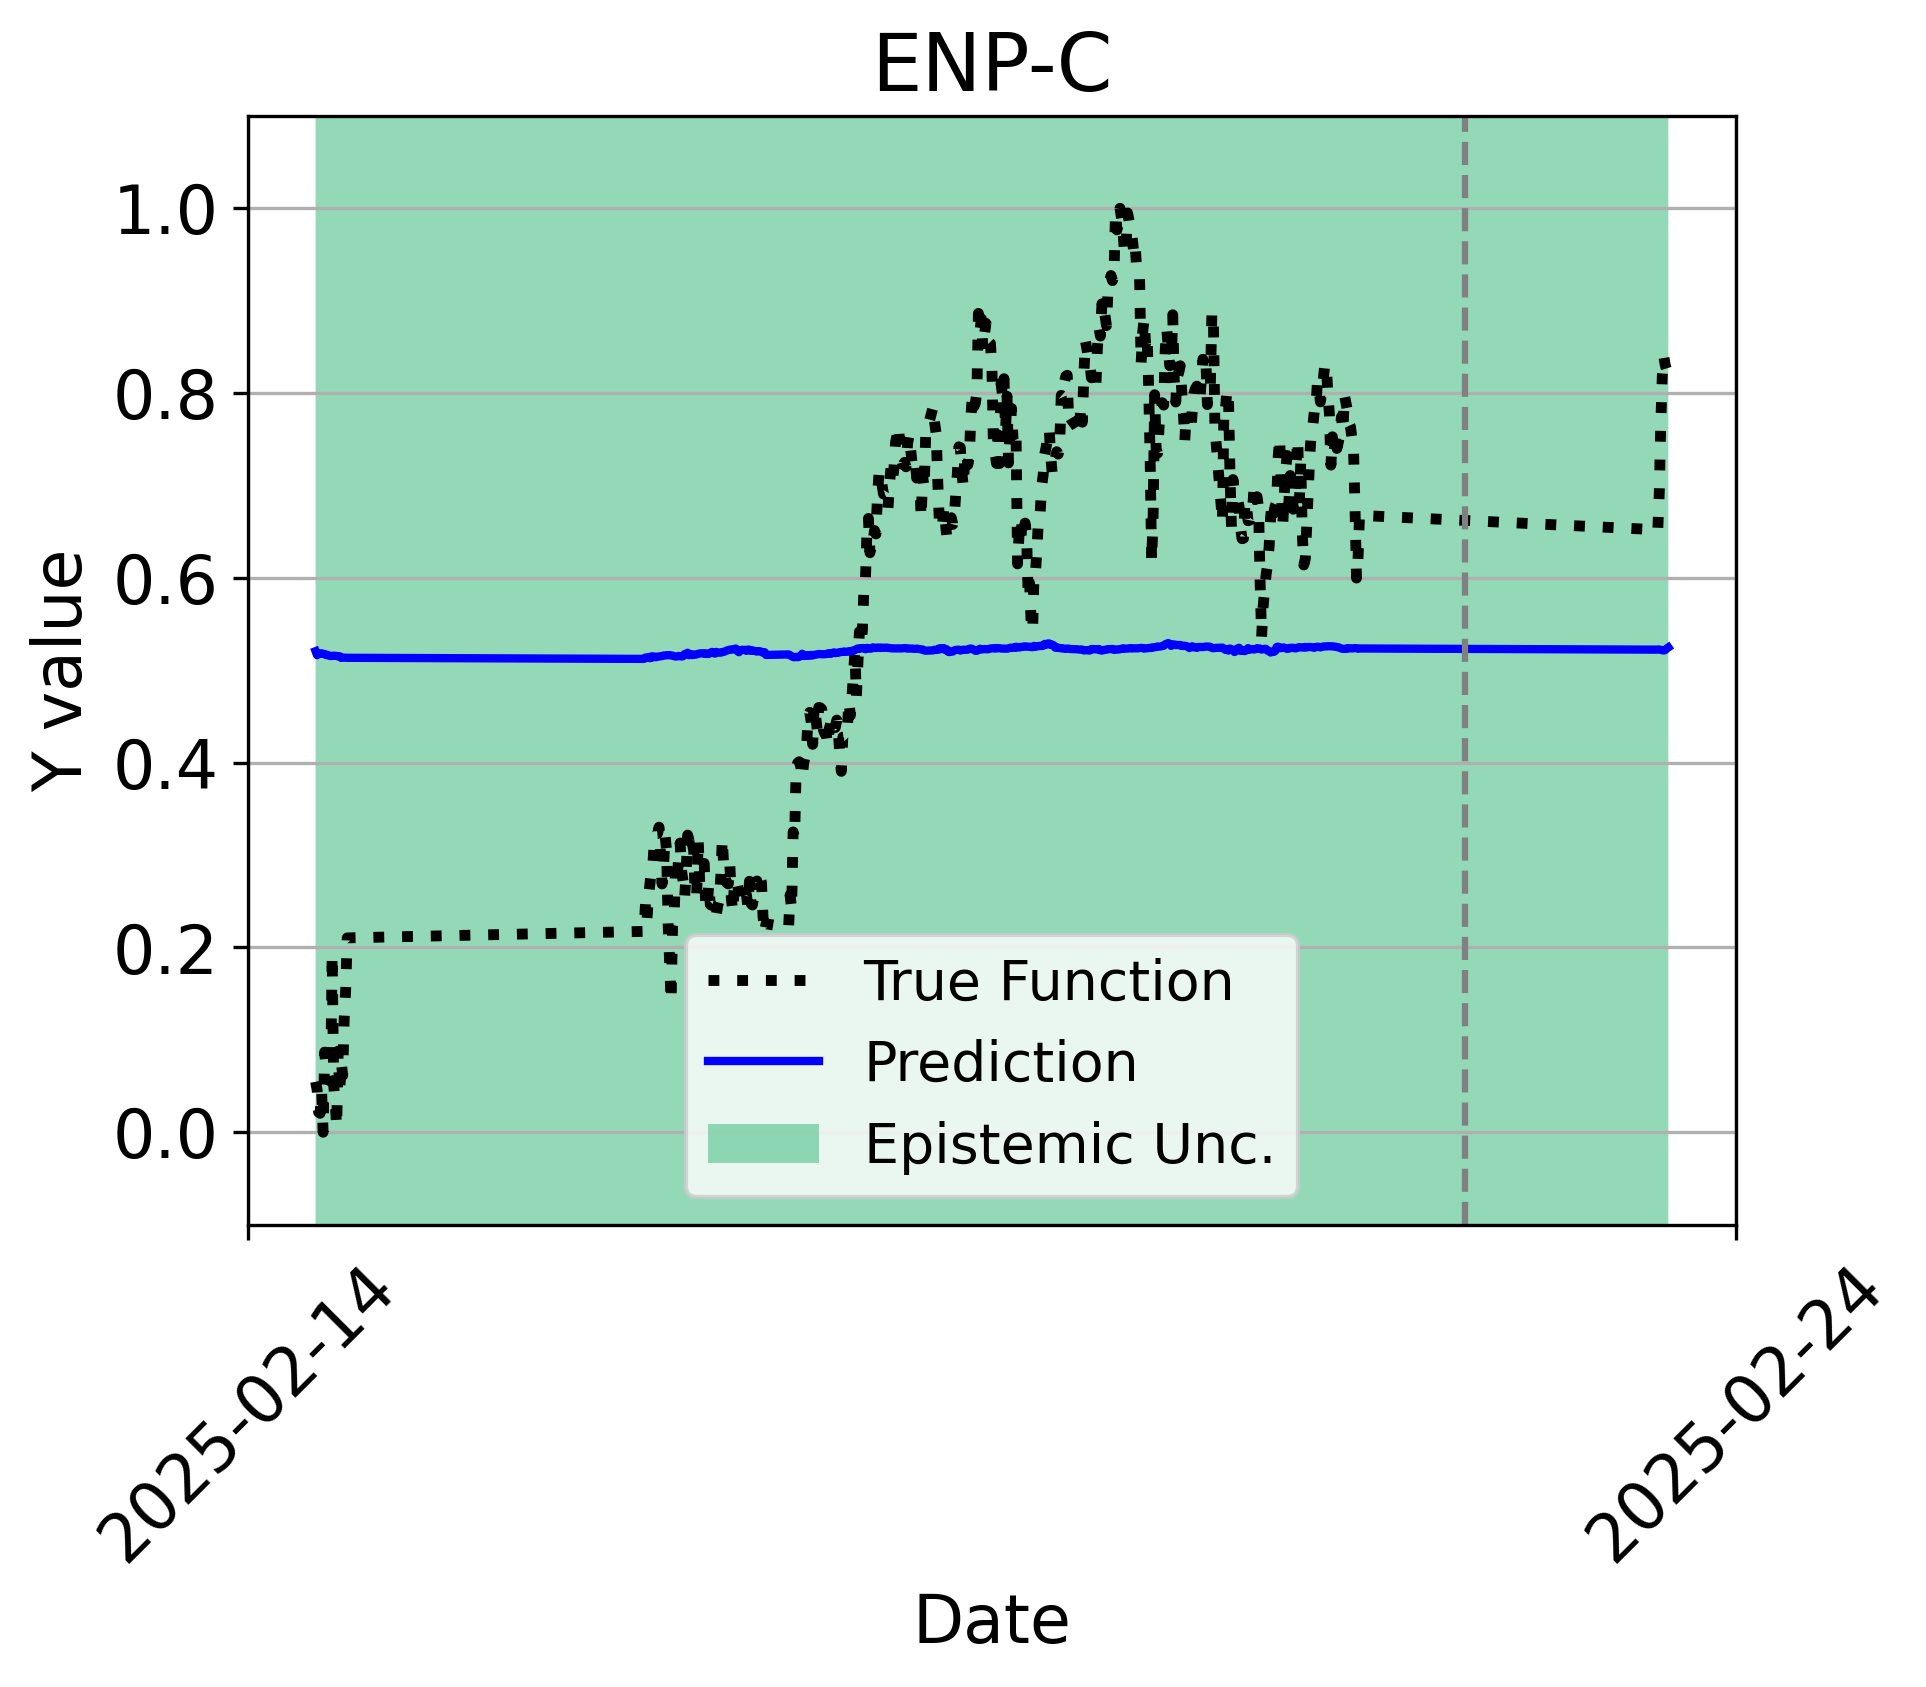 ENP-C
Y value
1.0
0.8
0.6
0.4
0.2
0.0
True Function
Prediction
Epistemic Unc.
2025-02-14
2025-02-24
Date